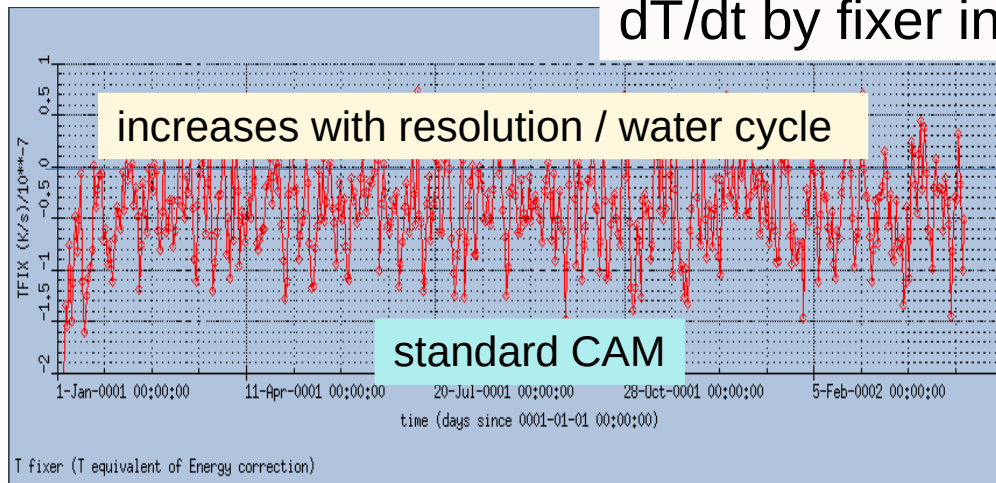 dT/dt by fixer in
increases with resolution / water cycle
1
0.5
0
-0.5
-1
-1.5
-2
TFIX (K/s)/10**-7
standard CAM
1-Jan-0001 00:00:00 11-Apr-0001 00:00:00 20-Jul-0001 00:00:00 28-Oct-0001 00:00:00 5-Feb-0002 00:00:00
time (days since 0001-01-01 00:00:00)
T fixer (T equivalent of Energy correction)